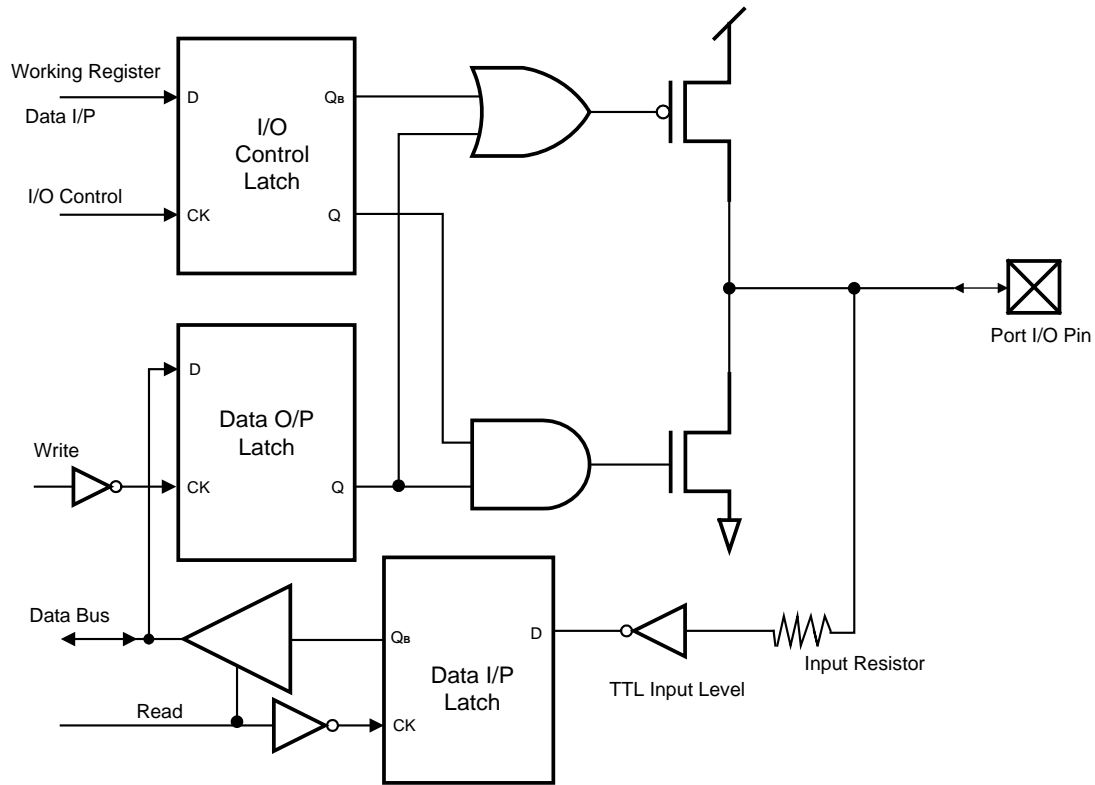 Working Register
Data I/P
I/O Control
D
CK
I/O
Control
Latch
QB
Q
Port I/O Pin
Write
D
CK
Data O/P
Latch
Q
Data Bus
Read
QB
CK
Data I/P
Latch
D
TTL Input Level
Input Resistor